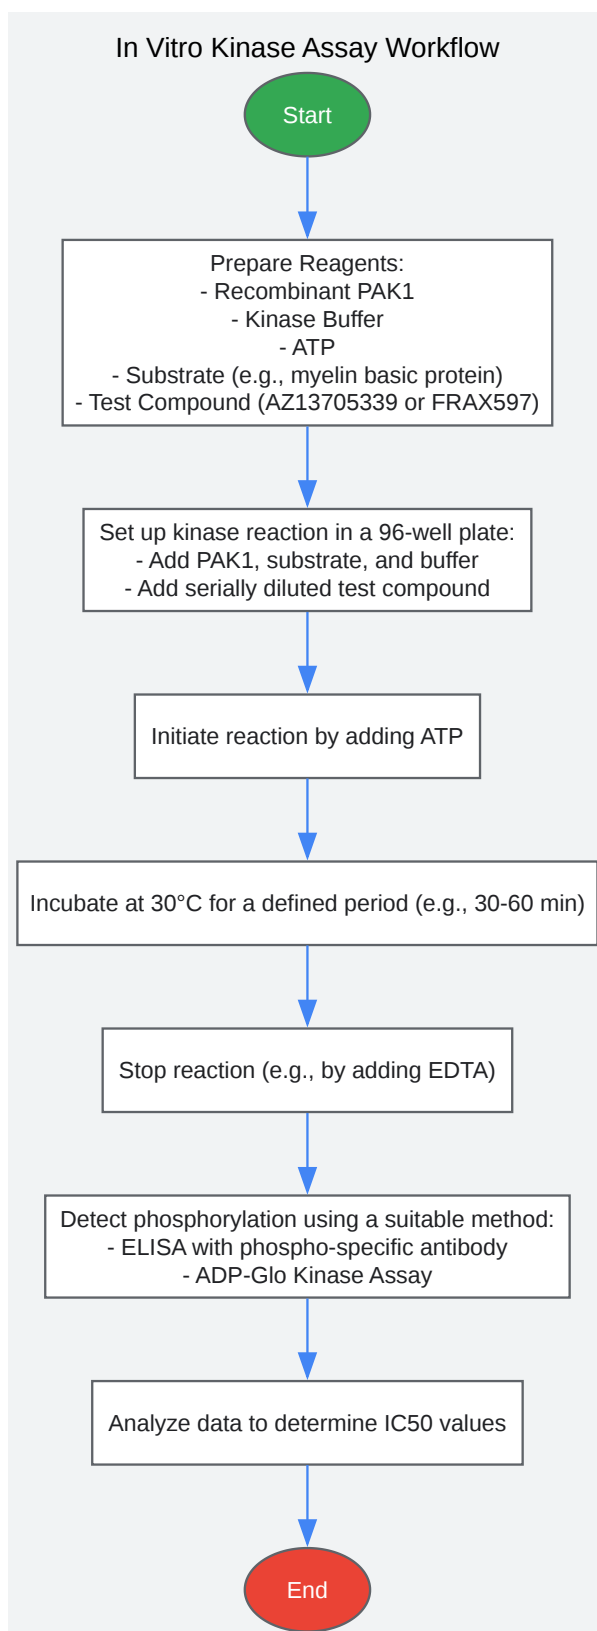 In Vitro Kinase Assay Workflow
Start
Prepare Reagents:
- Recombinant PAK1
- Kinase Buffer
- ATP
- Substrate (e.g., myelin basic protein)
- Test Compound (AZ13705339 or FRAX597)
Set up kinase reaction in a 96-well plate:
- Add PAK1, substrate, and buffer
- Add serially diluted test compound
Initiate reaction by adding ATP
Incubate at 30°C for a defined period (e.g., 30-60 min)
Stop reaction (e.g., by adding EDTA)
Detect phosphorylation using a suitable method:
- ELISA with phospho-specific antibody
- ADP-Glo Kinase Assay
Analyze data to determine IC50 values
End